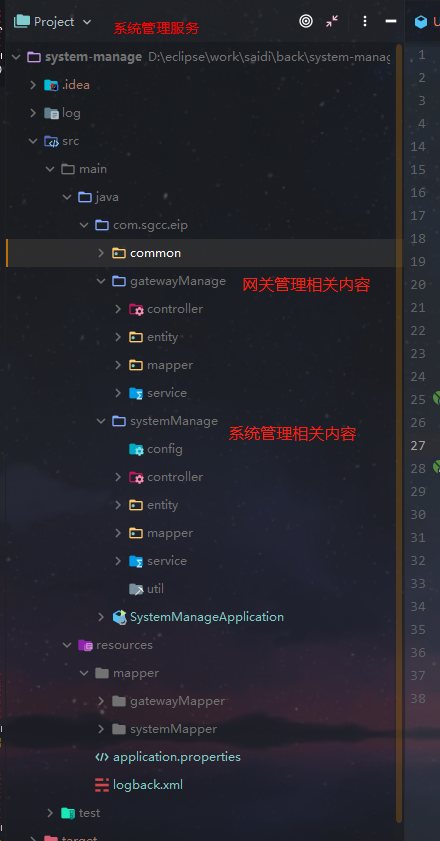 Project
系统管理服务
system-manage D:\eclipse\work\saidi\back\system-manag
.idea
log
src
main
java
com.sgcc.eip
common
gatewayManage
网关管理相关内容
controller
entity
mapper
service
systemManage
系统管理相关内容
config
controller
entity
mapper
service
util
SystemManageApplication
resources
mapper
gatewayMapper
systemMapper
application.properties
logback.xml
test
target
U
1
2
3
4
14
15
16
17
18
19
20
21
22
23
24
25
26
27
28
29
30
31
32
33
34
35
36
37
38